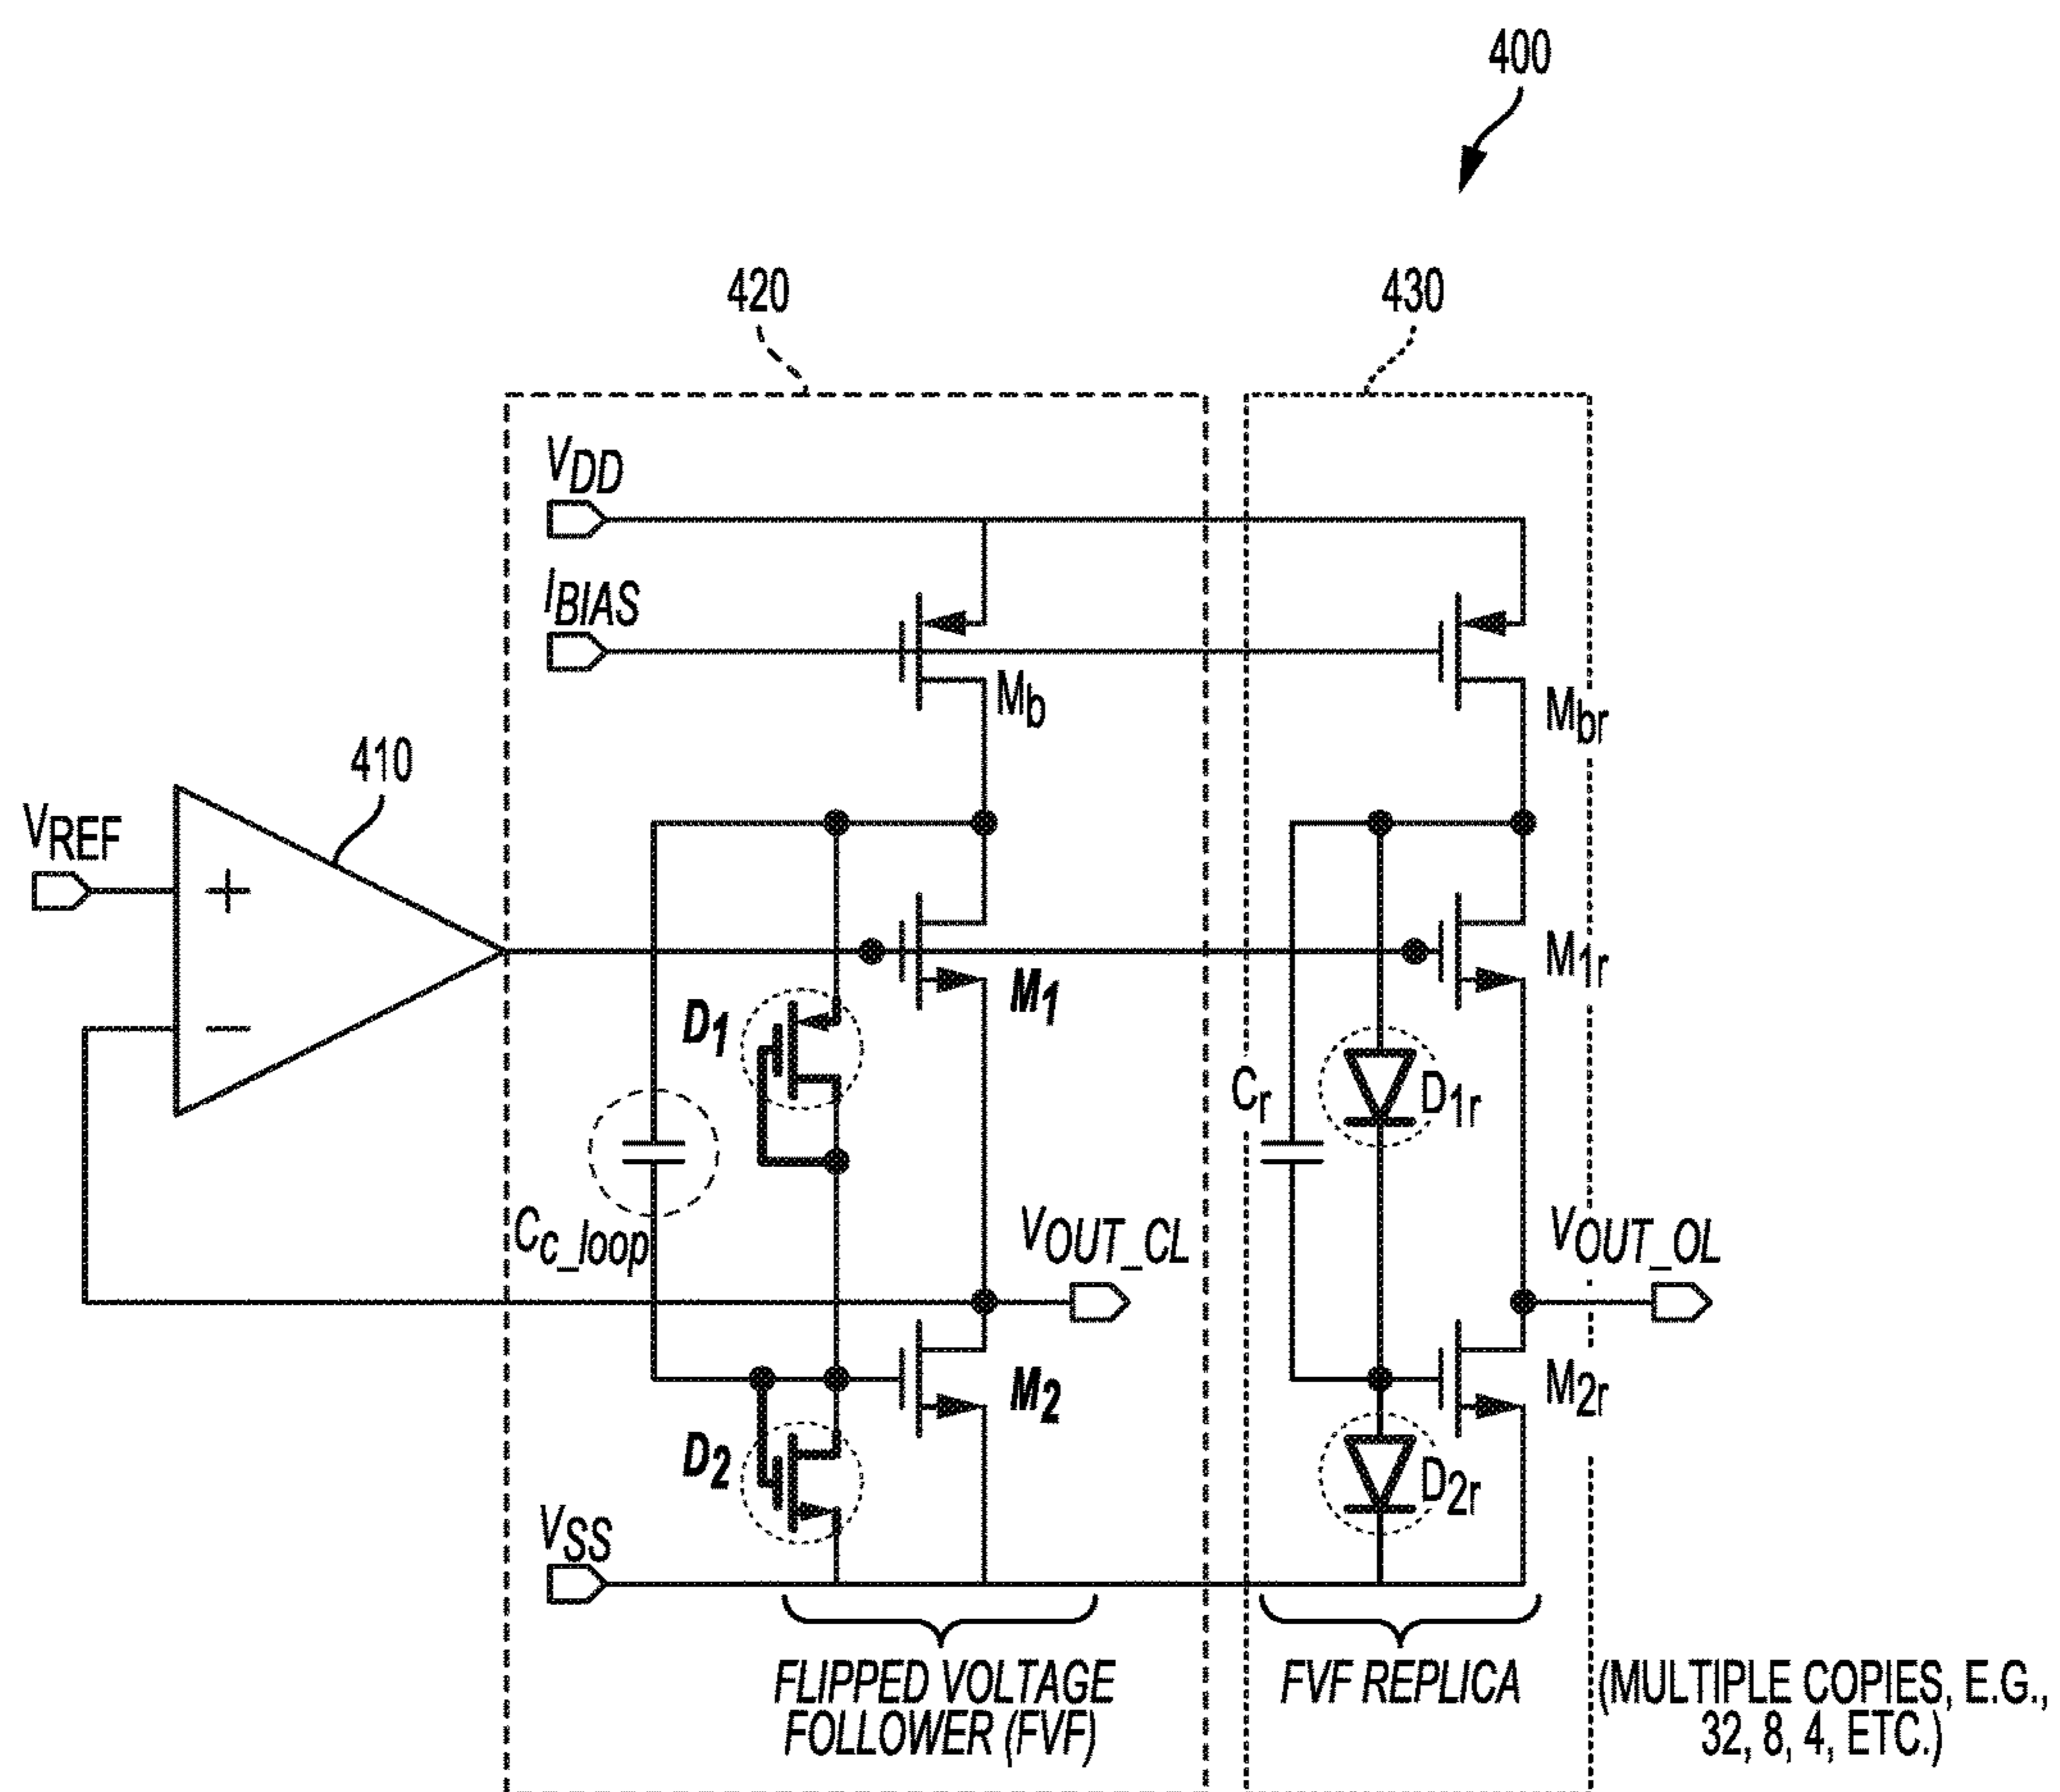 400
420
430
VDD
IBIAS
Mb
Mbr
410
VREF
+
−
D1
M1
M1r
Cr
D1r
Cc_loop
VOUT_CL
VOUT_OL
D2
M2
M2r
D2r
VSS
FLIPPED VOLTAGE
FOLLOWER (FVF)
FVF REPLICA
(MULTIPLE COPIES, E.G.,
32, 8, 4, ETC.)